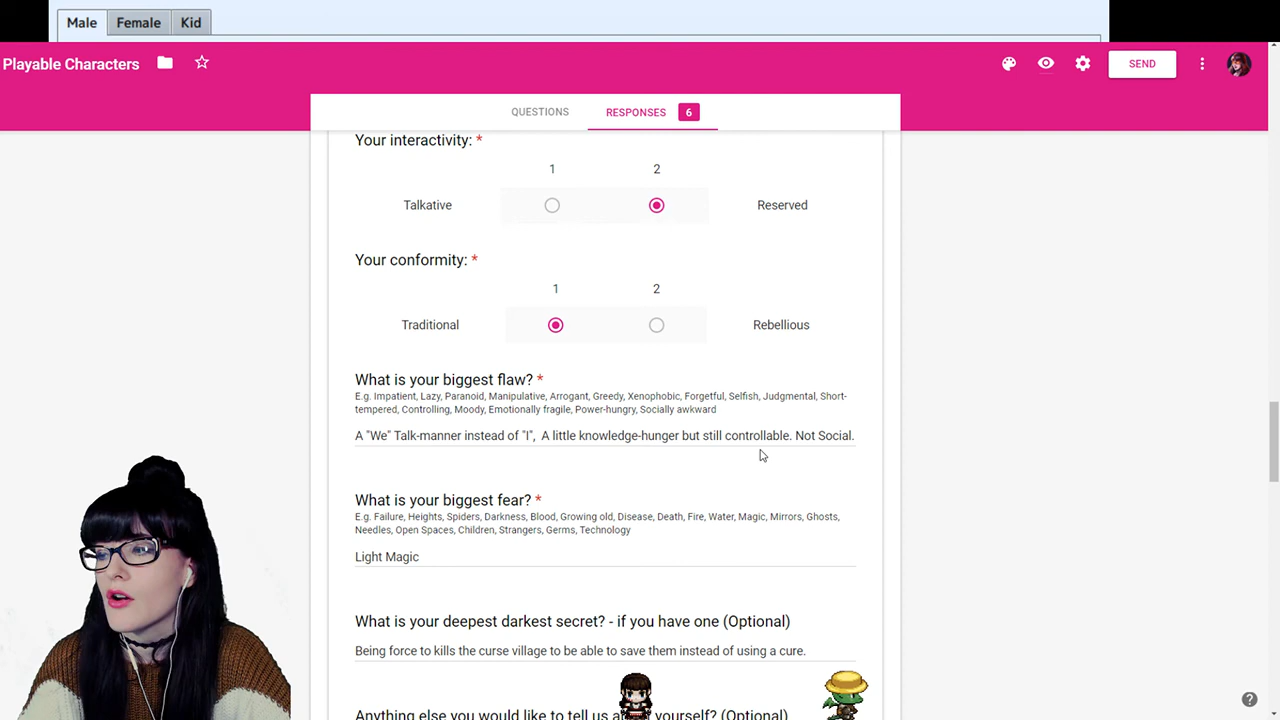 Male Female Kid
Playable Characters
SEND
QUESTIONS RESPONSES 6
Your interactivity: *
1 2
Talkative Reserved
Your conformity: *
1 2
Traditional Rebellious
What is your biggest flaw? *
E.g. Impatient, Lazy, Paranoid, Manipulative, Arrogant, Greedy, Xenophobic, Forgetful, Selfish, Judgmental, Short-
tempered, Controlling, Moody, Emotionally fragile, Power-hungry, Socially awkward
A "We" Talk-manner instead of "I", A little knowledge-hunger but still controllable. Not Social.
What is your biggest fear? *
E.g. Failure, Heights, Spiders, Darkness, Blood, Growing old, Disease, Death, Fire, Water, Magic, Mirrors, Ghosts,
Needles, Open Spaces, Children, Strangers, Germs, Technology
Light Magic
What is your deepest darkest secret? - if you have one (Optional)
Being force to kills the curse village to be able to save them instead of using a cure.
Anything else you would like to tell us yourself? (Optional)